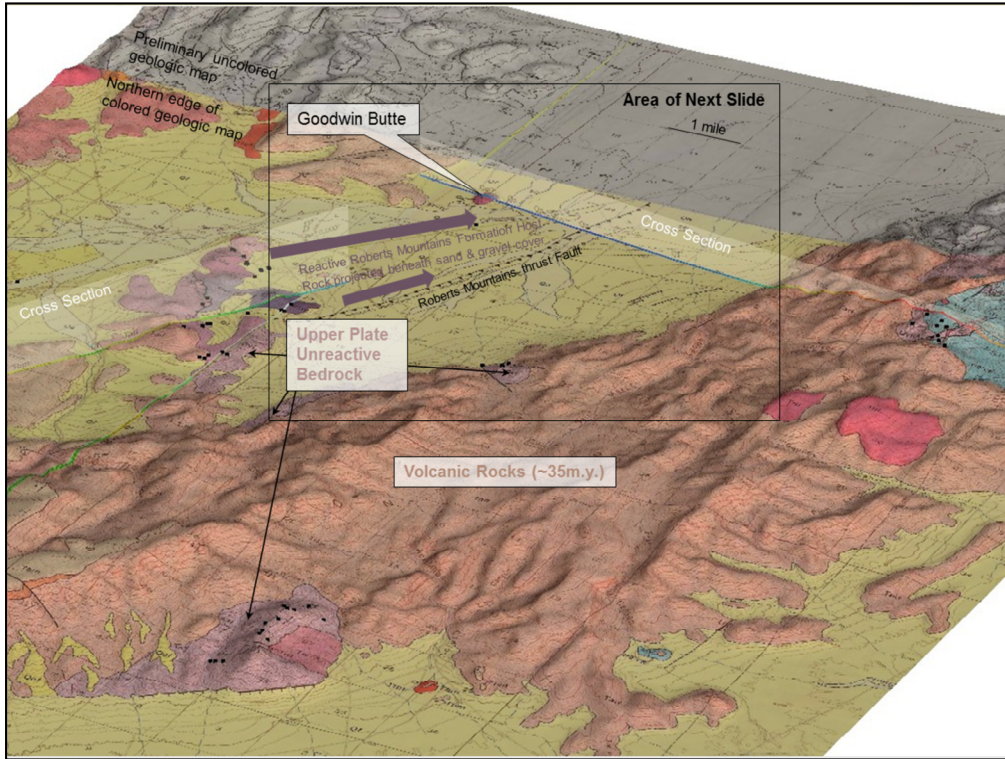 Preliminary uncolored
geologic map
Northern edge of
colored geologic map
Area of Next Slide
1 mile
Goodwin Butte
Cross Section
Reactive Roberts Mountains Formation Host
Rock projected beneath sand & gravel cover
Roberts Mountains thrust Fault
Cross Section
Upper Plate
Unreactive
Bedrock
Volcanic Rocks (~35m.y.)